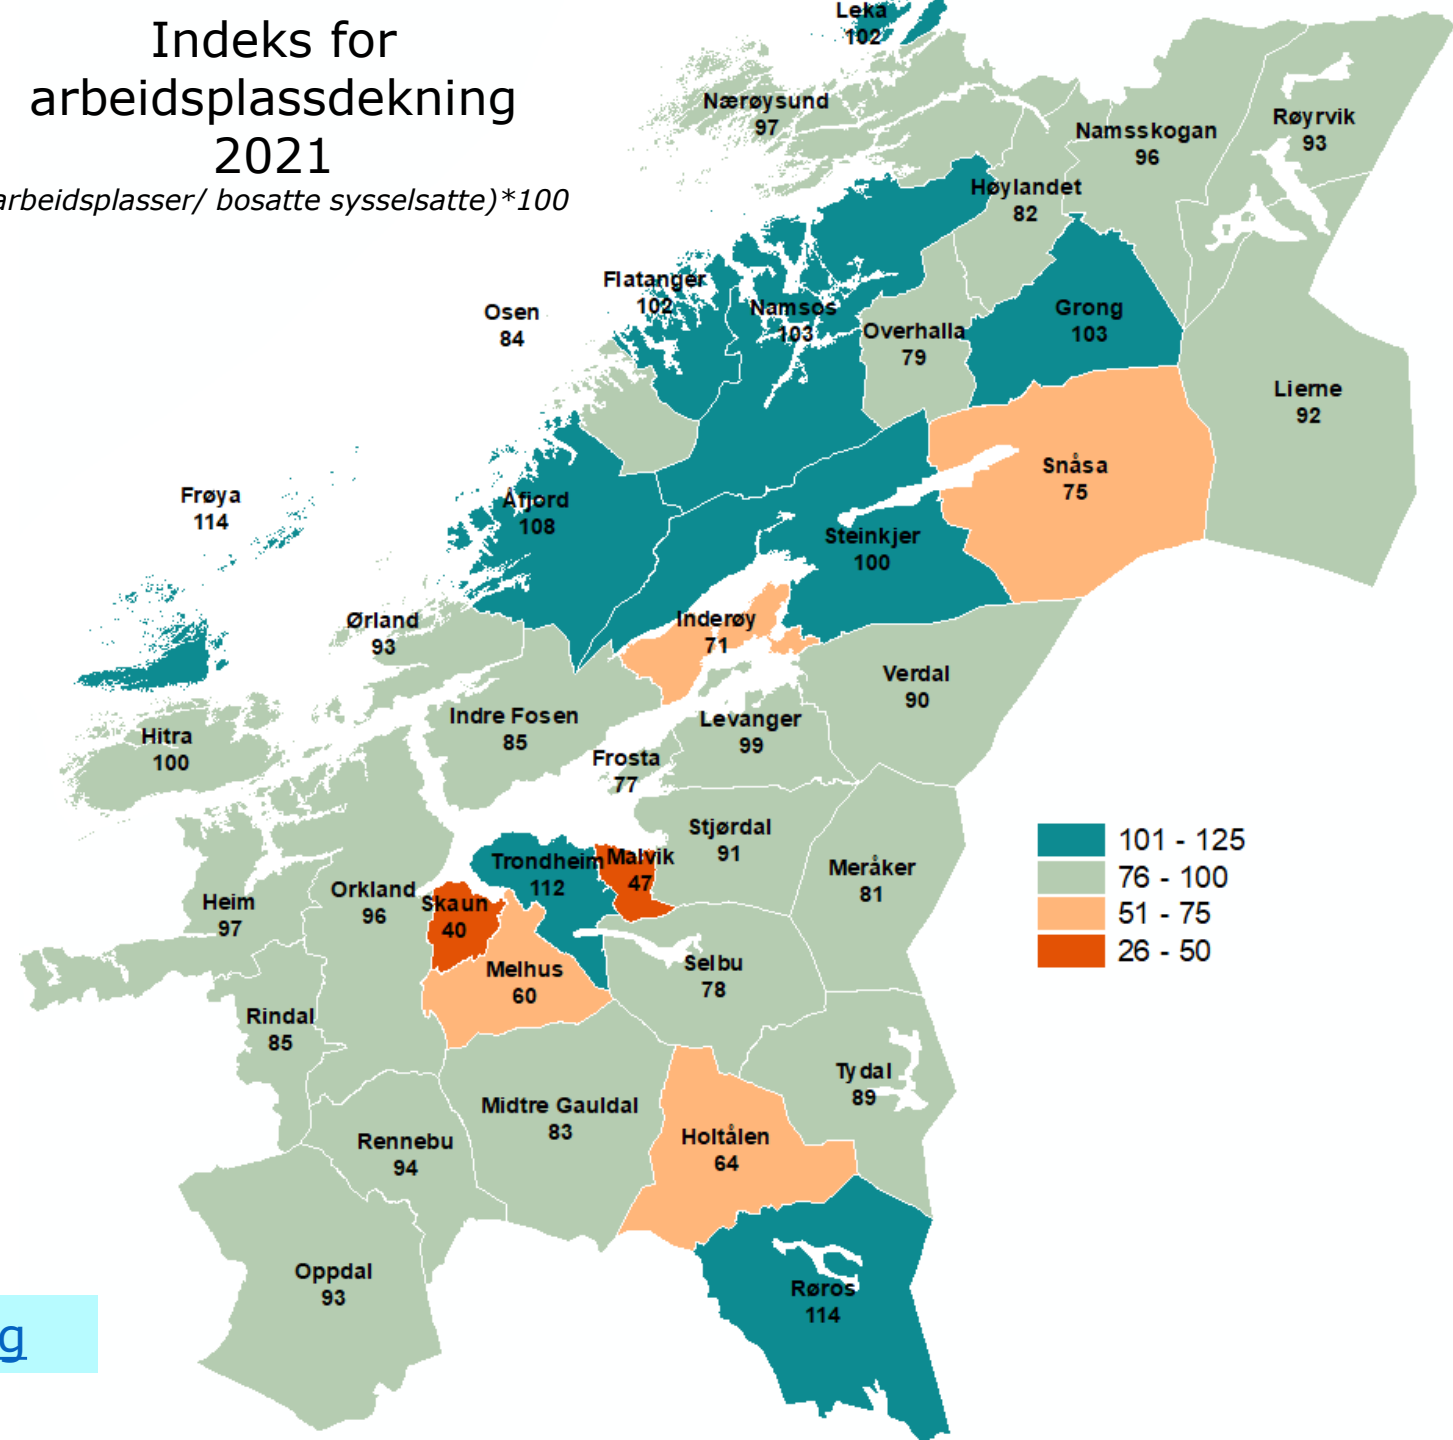 Indeks for
arbeidsplassdekning
2021
arbeidsplasser/ bosatte sysselsatte)*100
Leka
102
Nærøysund
97
Namsskogan
96
Røyrvik
93
Høylandet
82
Flatanger
102
Namsos
103
Osen
84
Overhalla
79
Grong
103
Lierne
92
Snåsa
75
Frøya
114
Åfjord
108
Steinkjer
100
Ørland
93
Inderøy
71
Verdal
90
Indre Fosen
85
Levanger
99
Hitra
100
Frosta
77
Stjørdal
91
Meråker
81
Trondheim
112
Malvik
47
Orkland
96
Skaun
40
Heim
97
Melhus
60
Selbu
78
Rindal
85
Tydal
89
Midtre Gauldal
83
Holtålen
64
Rennebu
94
Oppdal
93
Røros
114
101 - 125
76 - 100
51 - 75
26 - 50
g